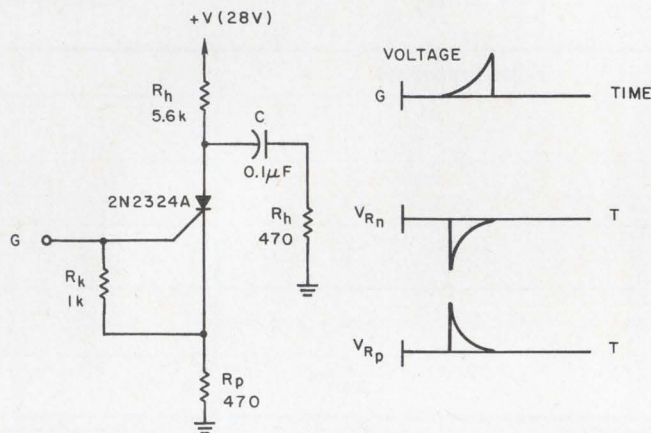 +V(28V)
Rh
5.6k
C
0.1µF
2N2324A
Rh
470
G
Rk
1k
Rp
470
VOLTAGE
G
TIME
VRn
T
VRp
T